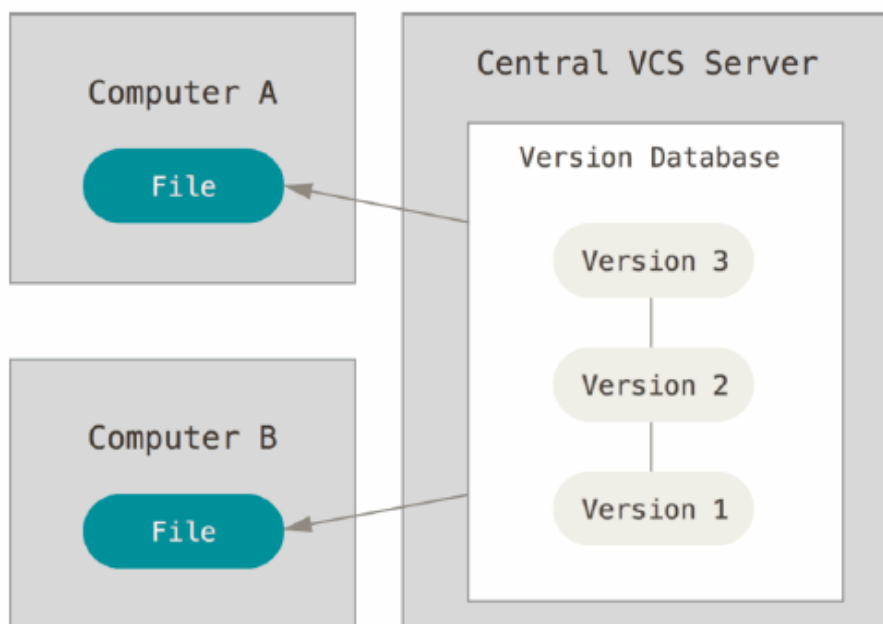 Computer A
File
Computer B
File
Central VCS Server
Version Database
Version 3
Version 2
Version 1